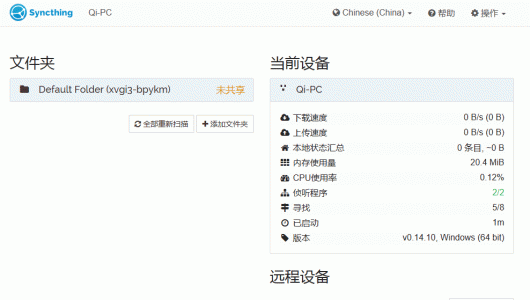 Syncthing Qi-PC Chinese (China) 帮助 操作
文件夹
Default Folder (xvgi3-bpykm) 未共享
全部重新扫描 添加文件夹
当前设备
Qi-PC
下载速度 0 B/s (0 B)
上传速度 0 B/s (0 B)
本地状态汇总 0 条目, ~0 B
内存使用量 20.4 MiB
CPU使用率 0.12%
侦听程序 2/2
寻找 5/8
已启动 1m
版本 v0.14.10, Windows (64 bit)
远程设备